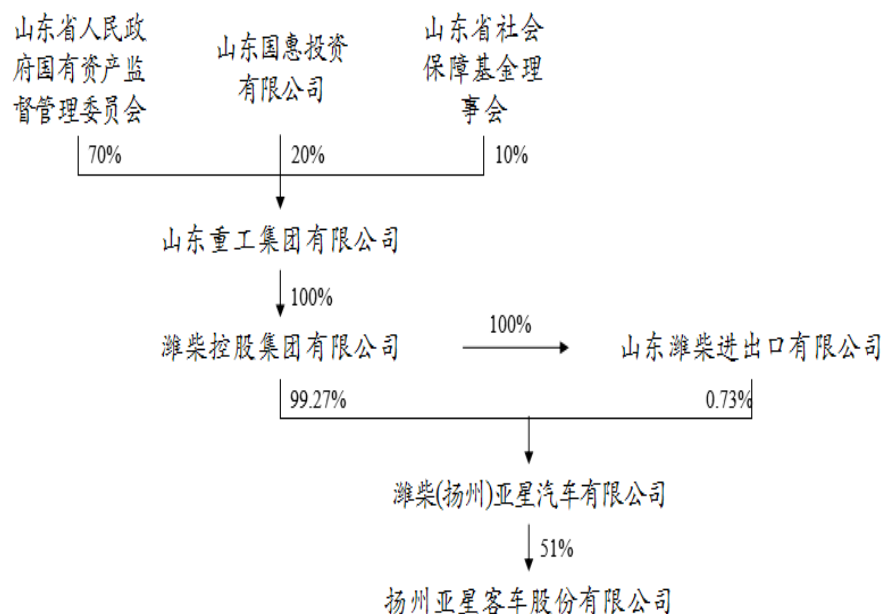 山东省人民政
府国有资产监
督管理委员会
山东国惠投资
有限公司
山东省社会
保障基金理
事会
70%
20%
10%
山东重工集团有限公司
100%
潍柴控股集团有限公司
100%
山东潍柴进出口有限公司
99.27%
0.73%
潍柴(扬州)亚星汽车有限公司
51%
扬州亚星客车股份有限公司